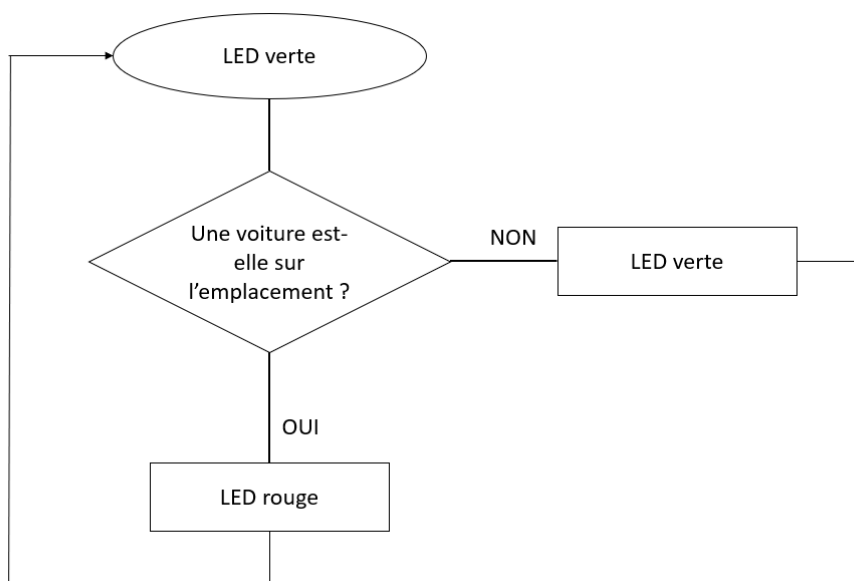 LED verte
Une voiture est-
elle sur
l’emplacement ?
NON
LED verte
OUI
LED rouge